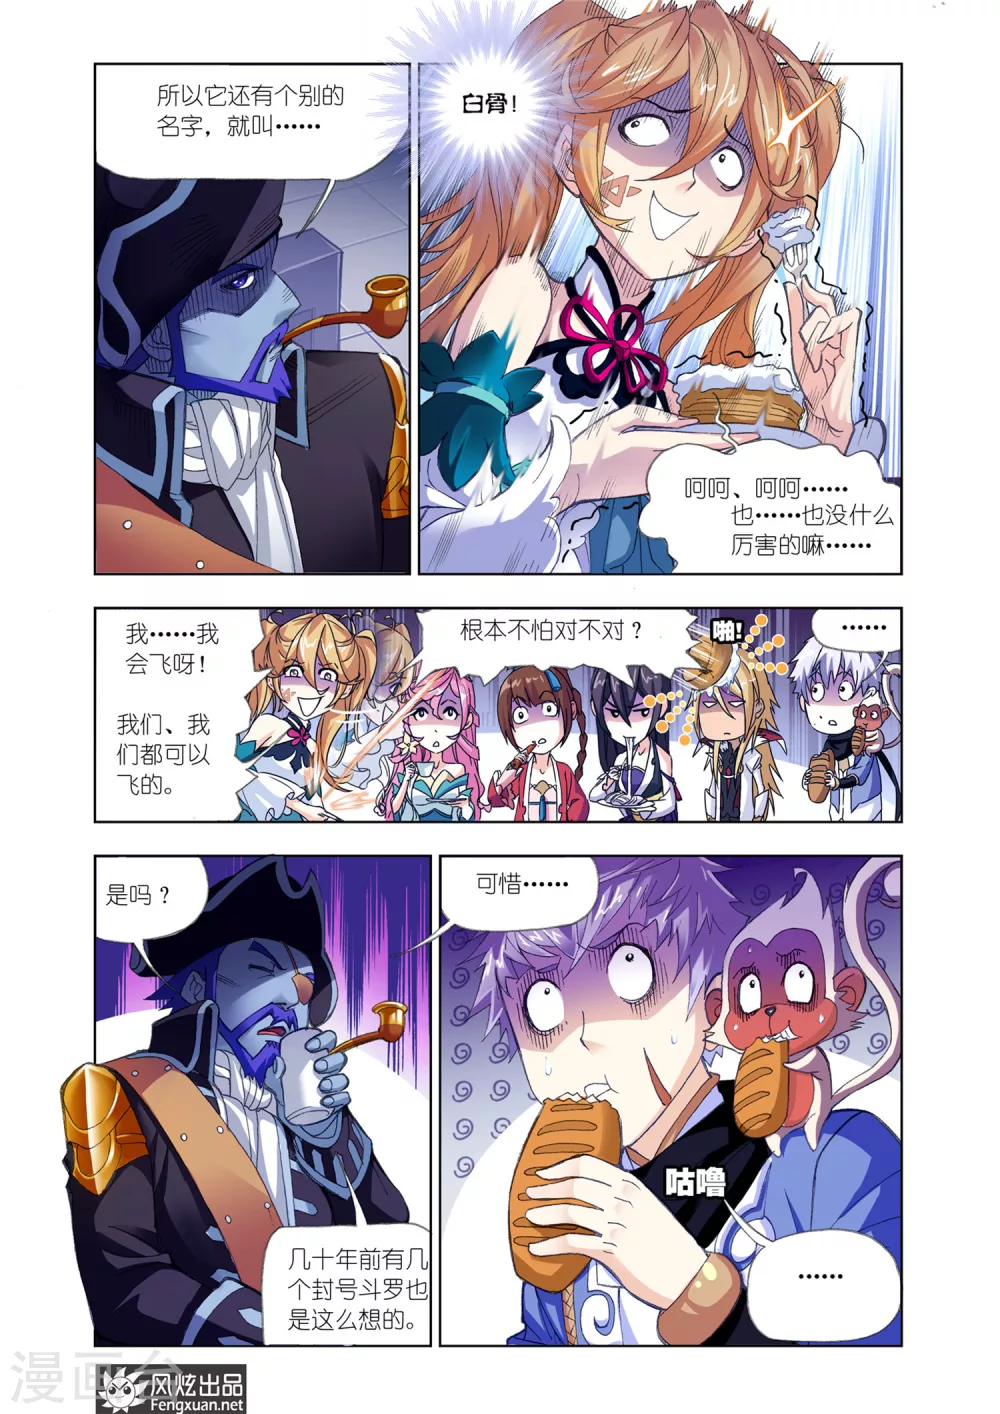 所以它还有个别的
名字，就叫……
白骨！
呵呵、呵呵……
也……也没什么
厉害的嘛……
我……我
会飞呀！
我们、我
们都可以
飞的。
根本不怕对不对？
啪！
……
是吗？
几十年前有几
个封号斗罗也
是这么想的。
可惜……
咕噜
……
漫画台
风炫出品
Fengxuan.net